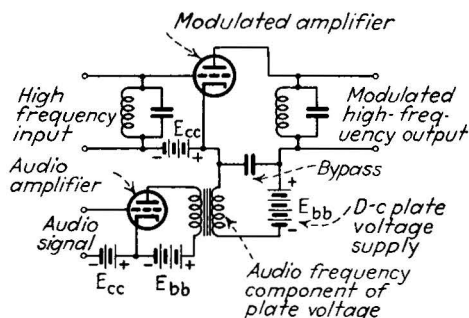 Modulated amplifier
High
frequency
input
Modulated
high-freq-
uency output
Ecc
- +
Audio
amplifier
Bypass
+
Ebb
-
D-c plate
voltage
supply
Audio
signal
- + - +
Ecc
Ebb
Audio frequency
component of
plate voltage